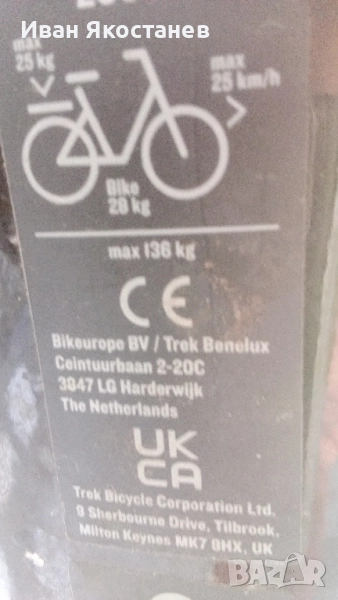 Иван Якостанев
max
25 kg
max
25 km/h
Bike
28 kg
max 136 kg
CE
Bikeurope BV / Trek Benelux
Ceintuurbaan 2-20C
3847 LG Harderwijk
The Netherlands
UK
CA
Trek Bicycle Corporation Ltd.
9 Sherbourne Drive, Tilbrook,
Milton Keynes MK7 8HX, UK
BAZAR